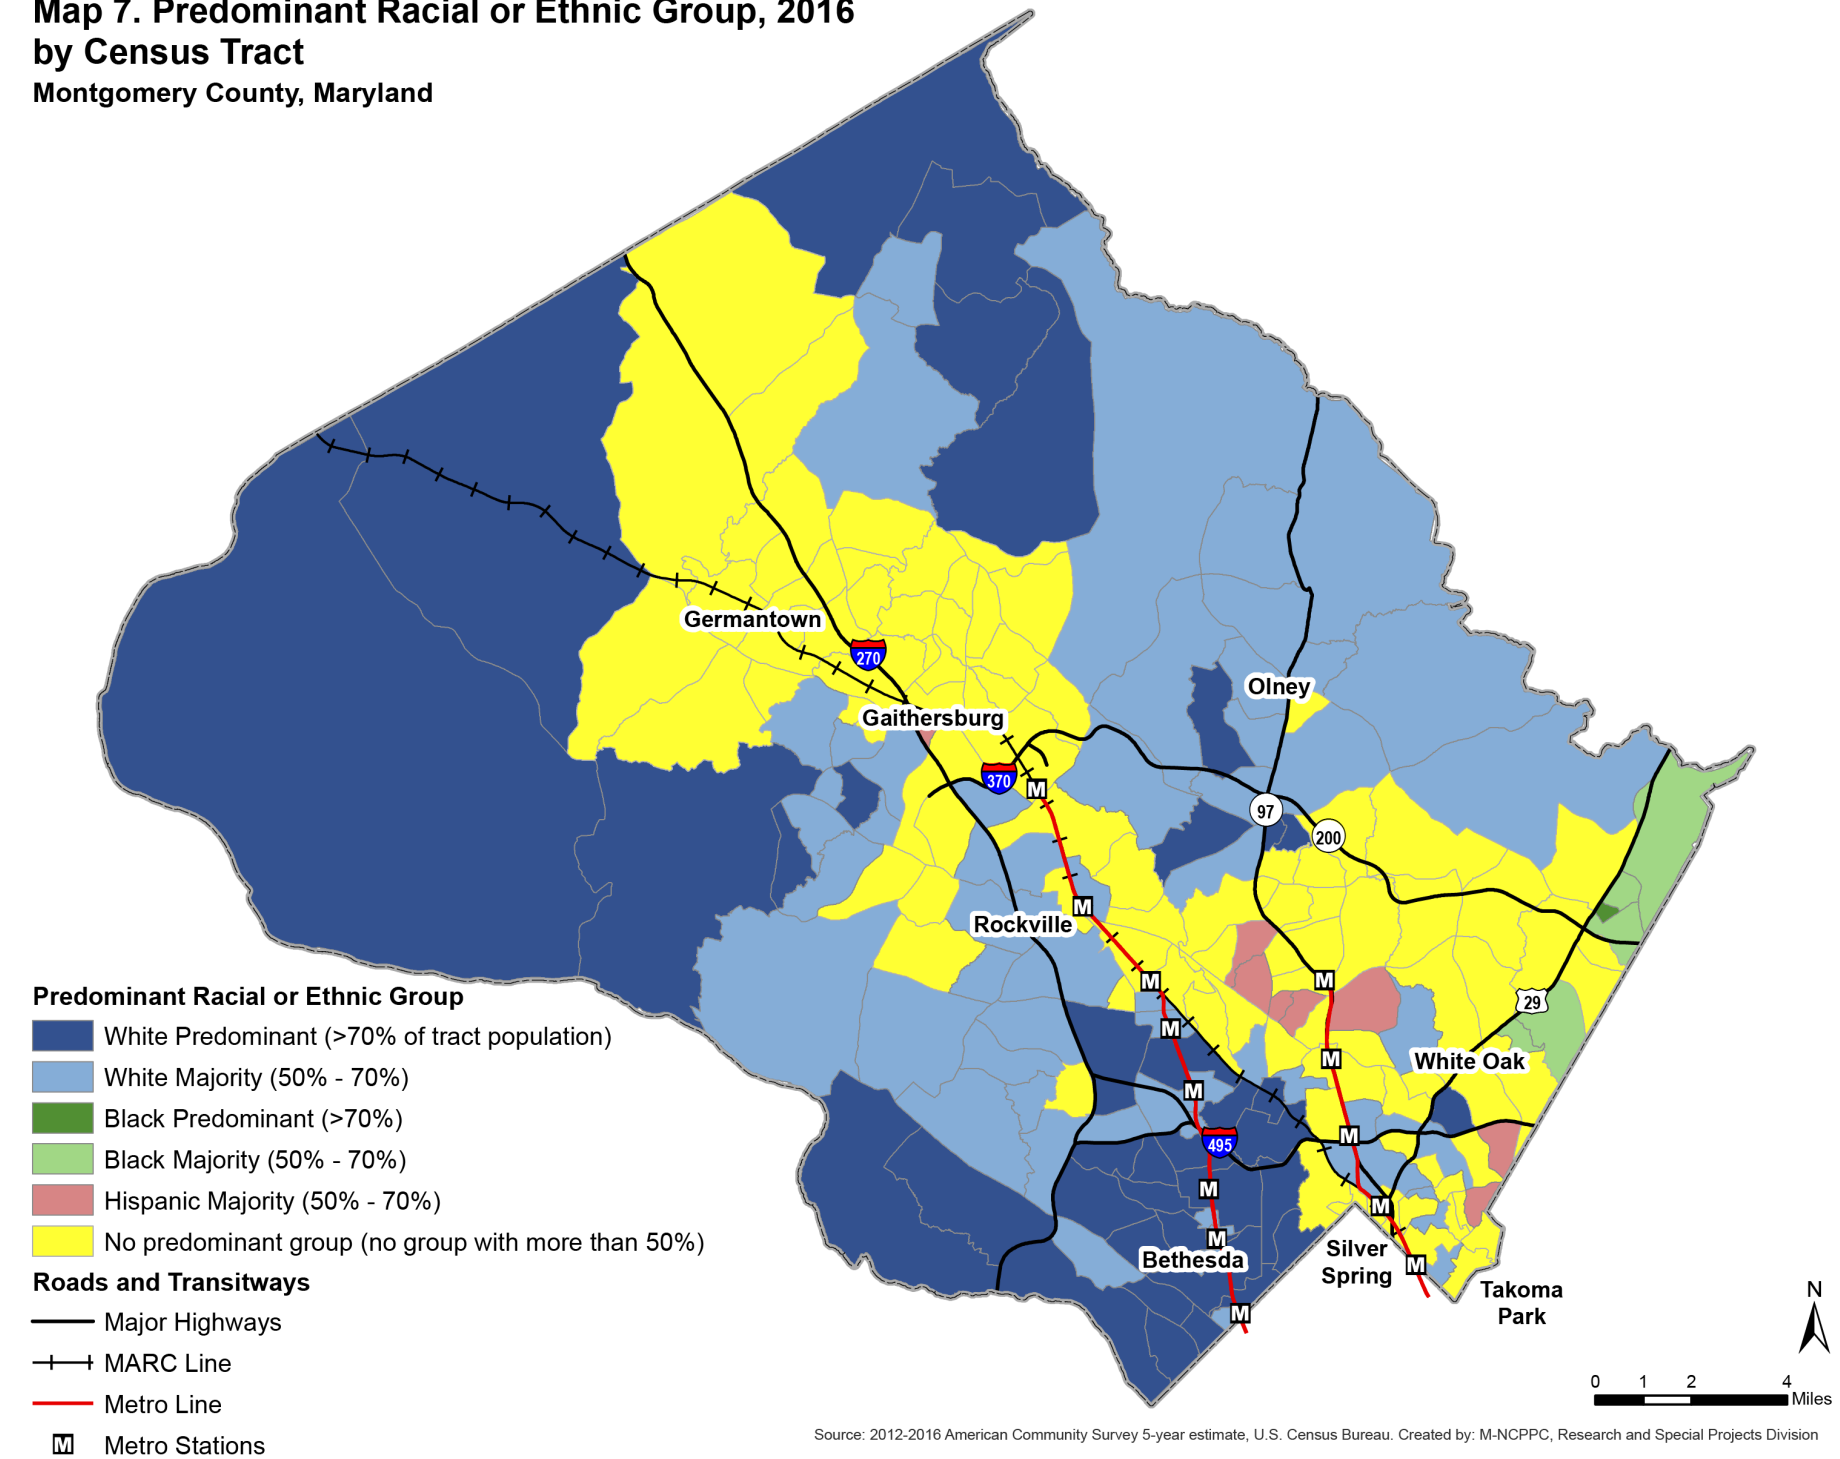 Map 7. Predominant Racial or Ethnic Group, 2016
by Census Tract
Montgomery County, Maryland
Germantown
270
Gaithersburg
Olney
370
M
97
200
M
Rockville
M
M
29
M
M
White Oak
M
M
495
M
M
M
Bethesda
Silver
Spring
M
Takoma
Park
M
Predominant Racial or Ethnic Group
White Predominant (>70% of tract population)
White Majority (50% - 70%)
Black Predominant (>70%)
Black Majority (50% - 70%)
Hispanic Majority (50% - 70%)
No predominant group (no group with more than 50%)
Roads and Transitways
Major Highways
MARC Line
Metro Line
M Metro Stations
N
0 1 2 4
Miles
Source: 2012-2016 American Community Survey 5-year estimate, U.S. Census Bureau. Created by: M-NCPPC, Research and Special Projects Division